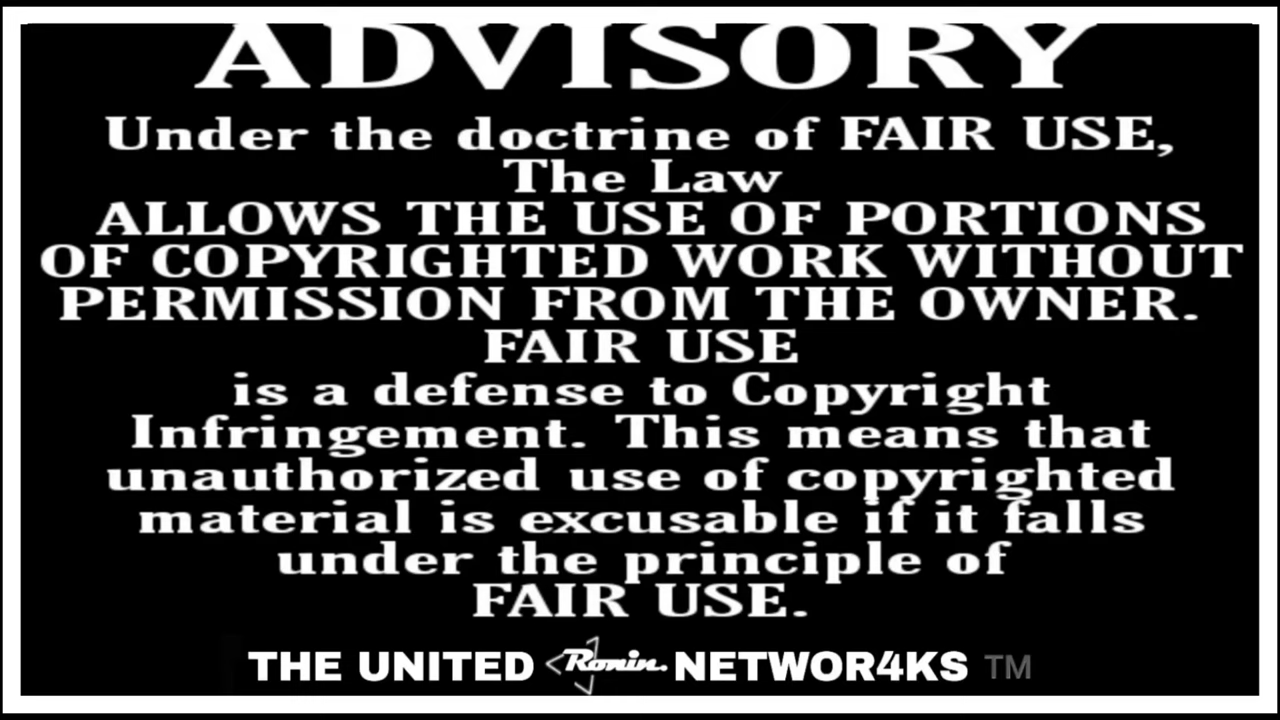 ADVISORY
Under the doctrine of FAIR USE,
The Law
ALLOWS THE USE OF PORTIONS
OF COPYRIGHTED WORK WITHOUT
PERMISSION FROM THE OWNER.
FAIR USE
is a defense to Copyright
Infringement. This means that
unauthorized use of copyrighted
material is excusable if it falls
under the principle of
FAIR USE.
THE UNITED Ronin. NETWOR4KS TM